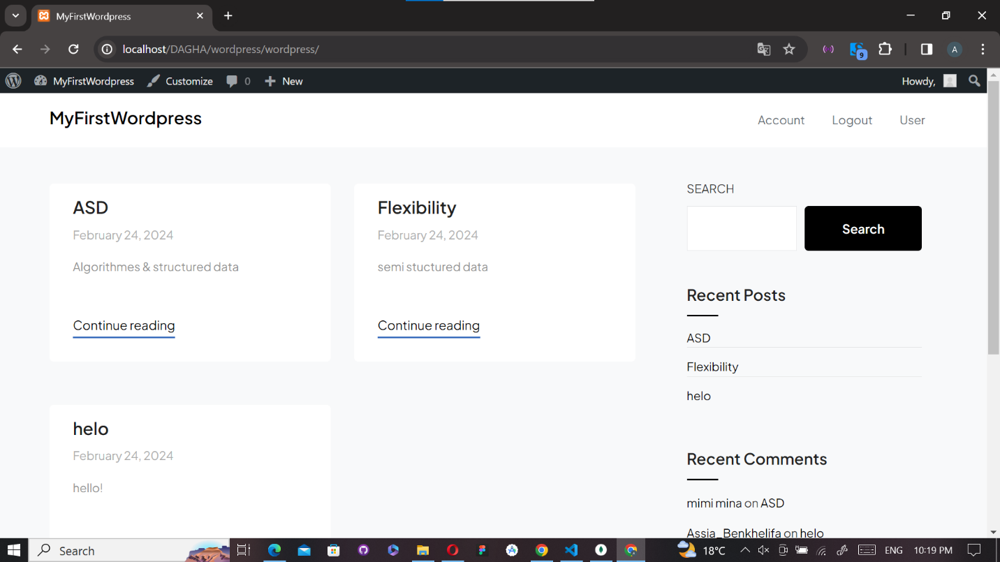 MyFirstWordpress
localhost/DAGHA/wordpress/wordpress/
9
A
MyFirstWordpress Customize 0 New Howdy,
MyFirstWordpress Account Logout User
ASD
February 24, 2024
Algorithmes & structured data
Continue reading
Flexibility
February 24, 2024
semi stuctured data
Continue reading
helo
February 24, 2024
hello!
SEARCH
Search
Recent Posts
ASD
Flexibility
helo
Recent Comments
mimi mina on ASD
Assia_Benkhelifa on helo
Search 18°C ENG 10:19 PM